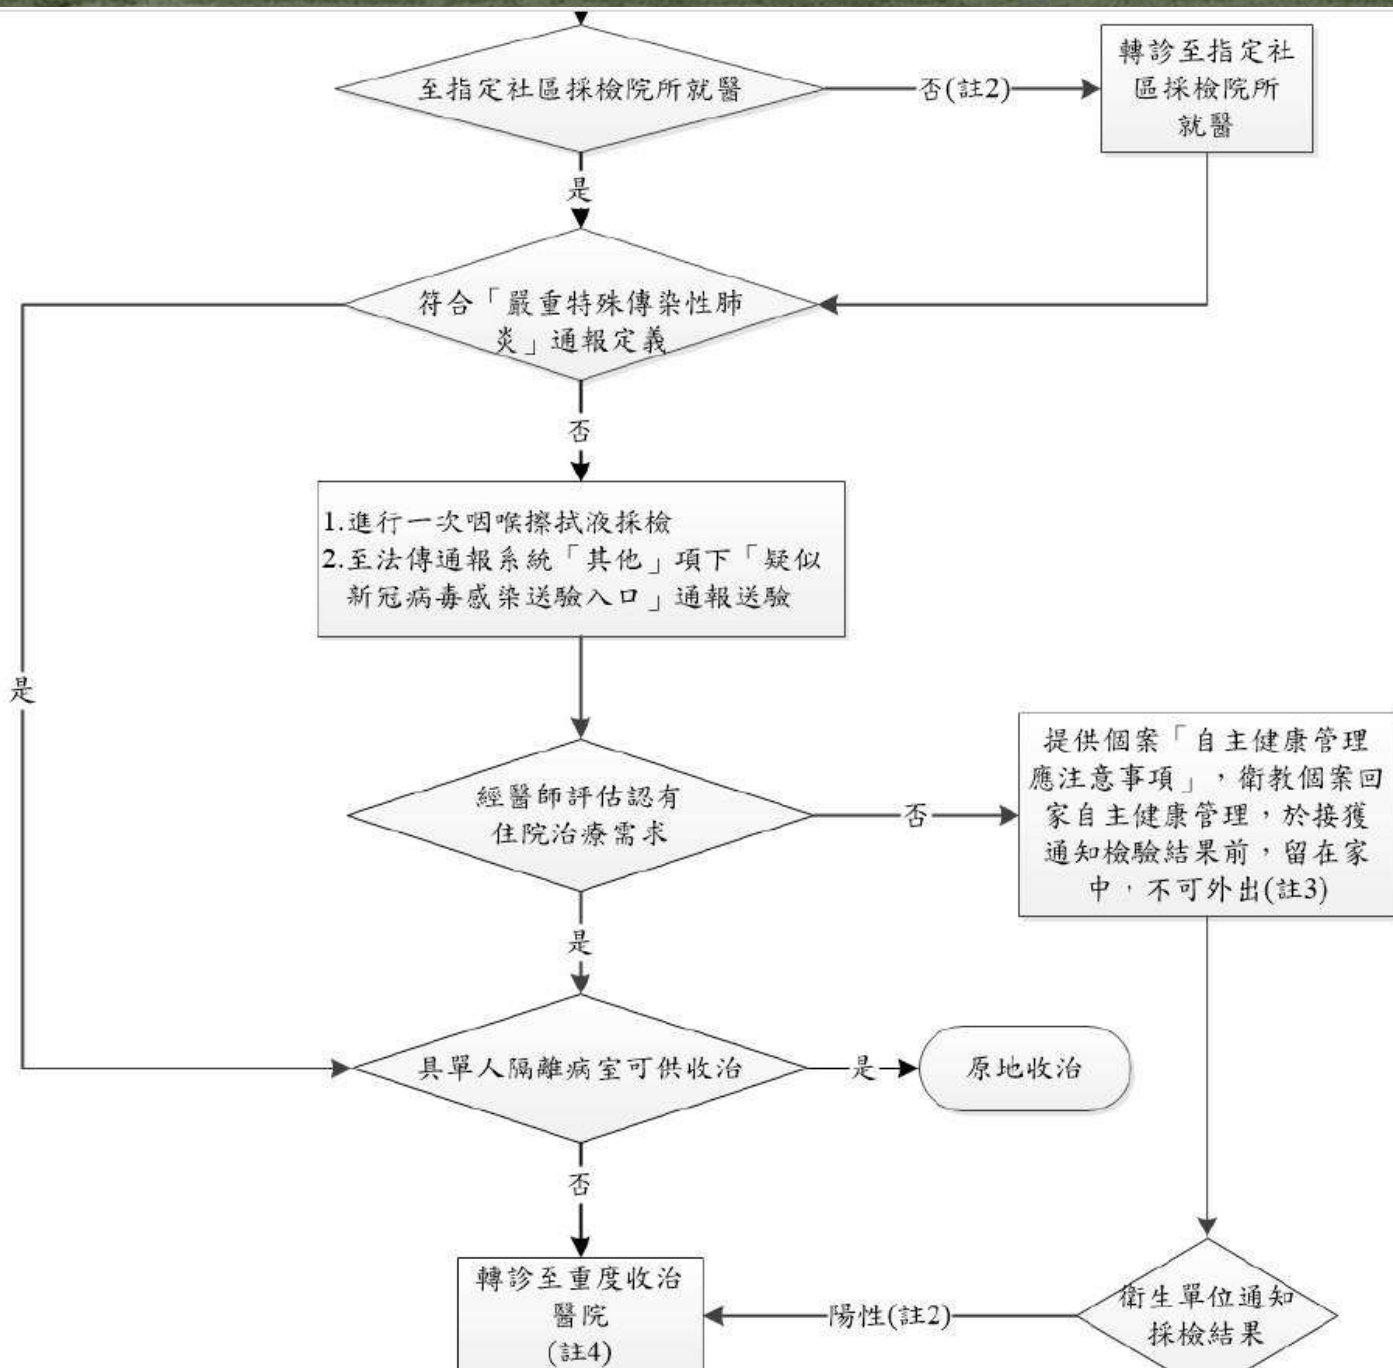 至指定社區採檢院所就醫
否(註2)
轉診至指定社
區採檢院所
就醫
是
符合「嚴重特殊傳染性肺
炎」通報定義
否
1.進行一次咽喉擦拭液採檢
2.至法傳通報系統「其他」項下「疑似
新冠病毒感染送驗入口」通報送驗
是
經醫師評估認有
住院治療需求
否
提供個案「自主健康管理
應注意事項」,衛教個案回
家自主健康管理,於接獲
通知檢驗結果前,留在家
中,不可外出(註3)
是
具單人隔離病室可供收治
是
原地收治
否
轉診至重度收治
醫院
(註4)
陽性(註2)
衛生單位通知
採檢結果